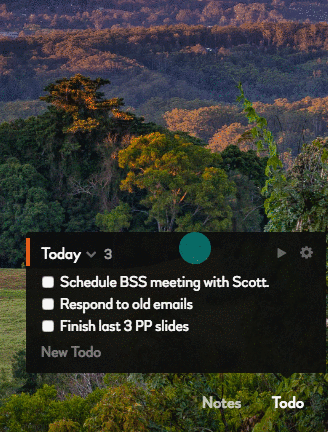 Today 3
Schedule BSS meeting with Scott.
Respond to old emails
Finish last 3 PP slides
New Todo
Notes Todo